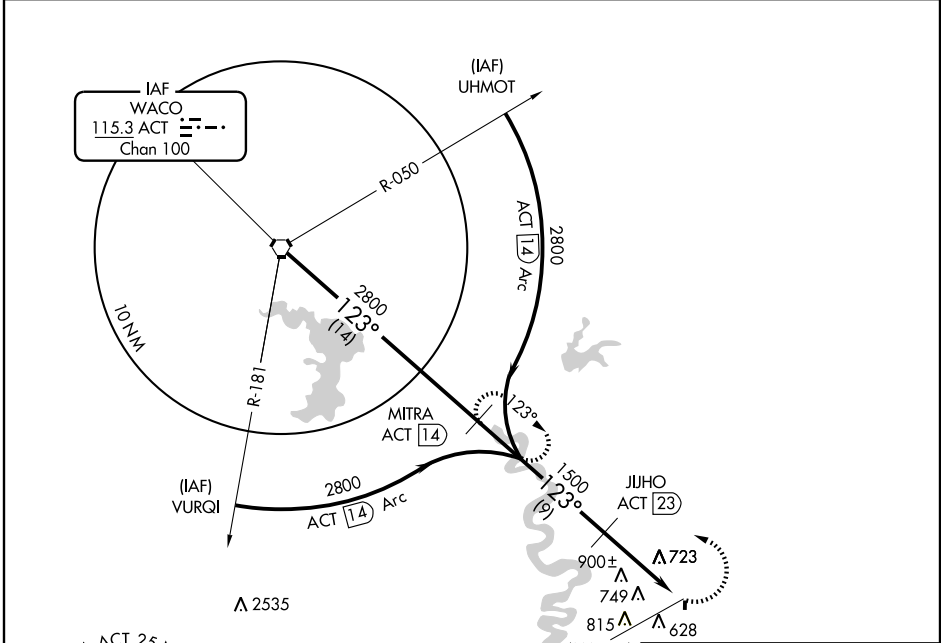 (IAF)
UHMOT
IAF
WACO
115.3 ACT
Chan 100
R-050
ACT 14 Arc
2800
10 NM
2800
123°
(14)
R-181
MITRA
ACT 14
123°
(IAF)
VURQI
2800
ACT 14 Arc
1500
123°
(9)
JIJHO
ACT 23
900±
723
749
2535
815
628
ACT 25